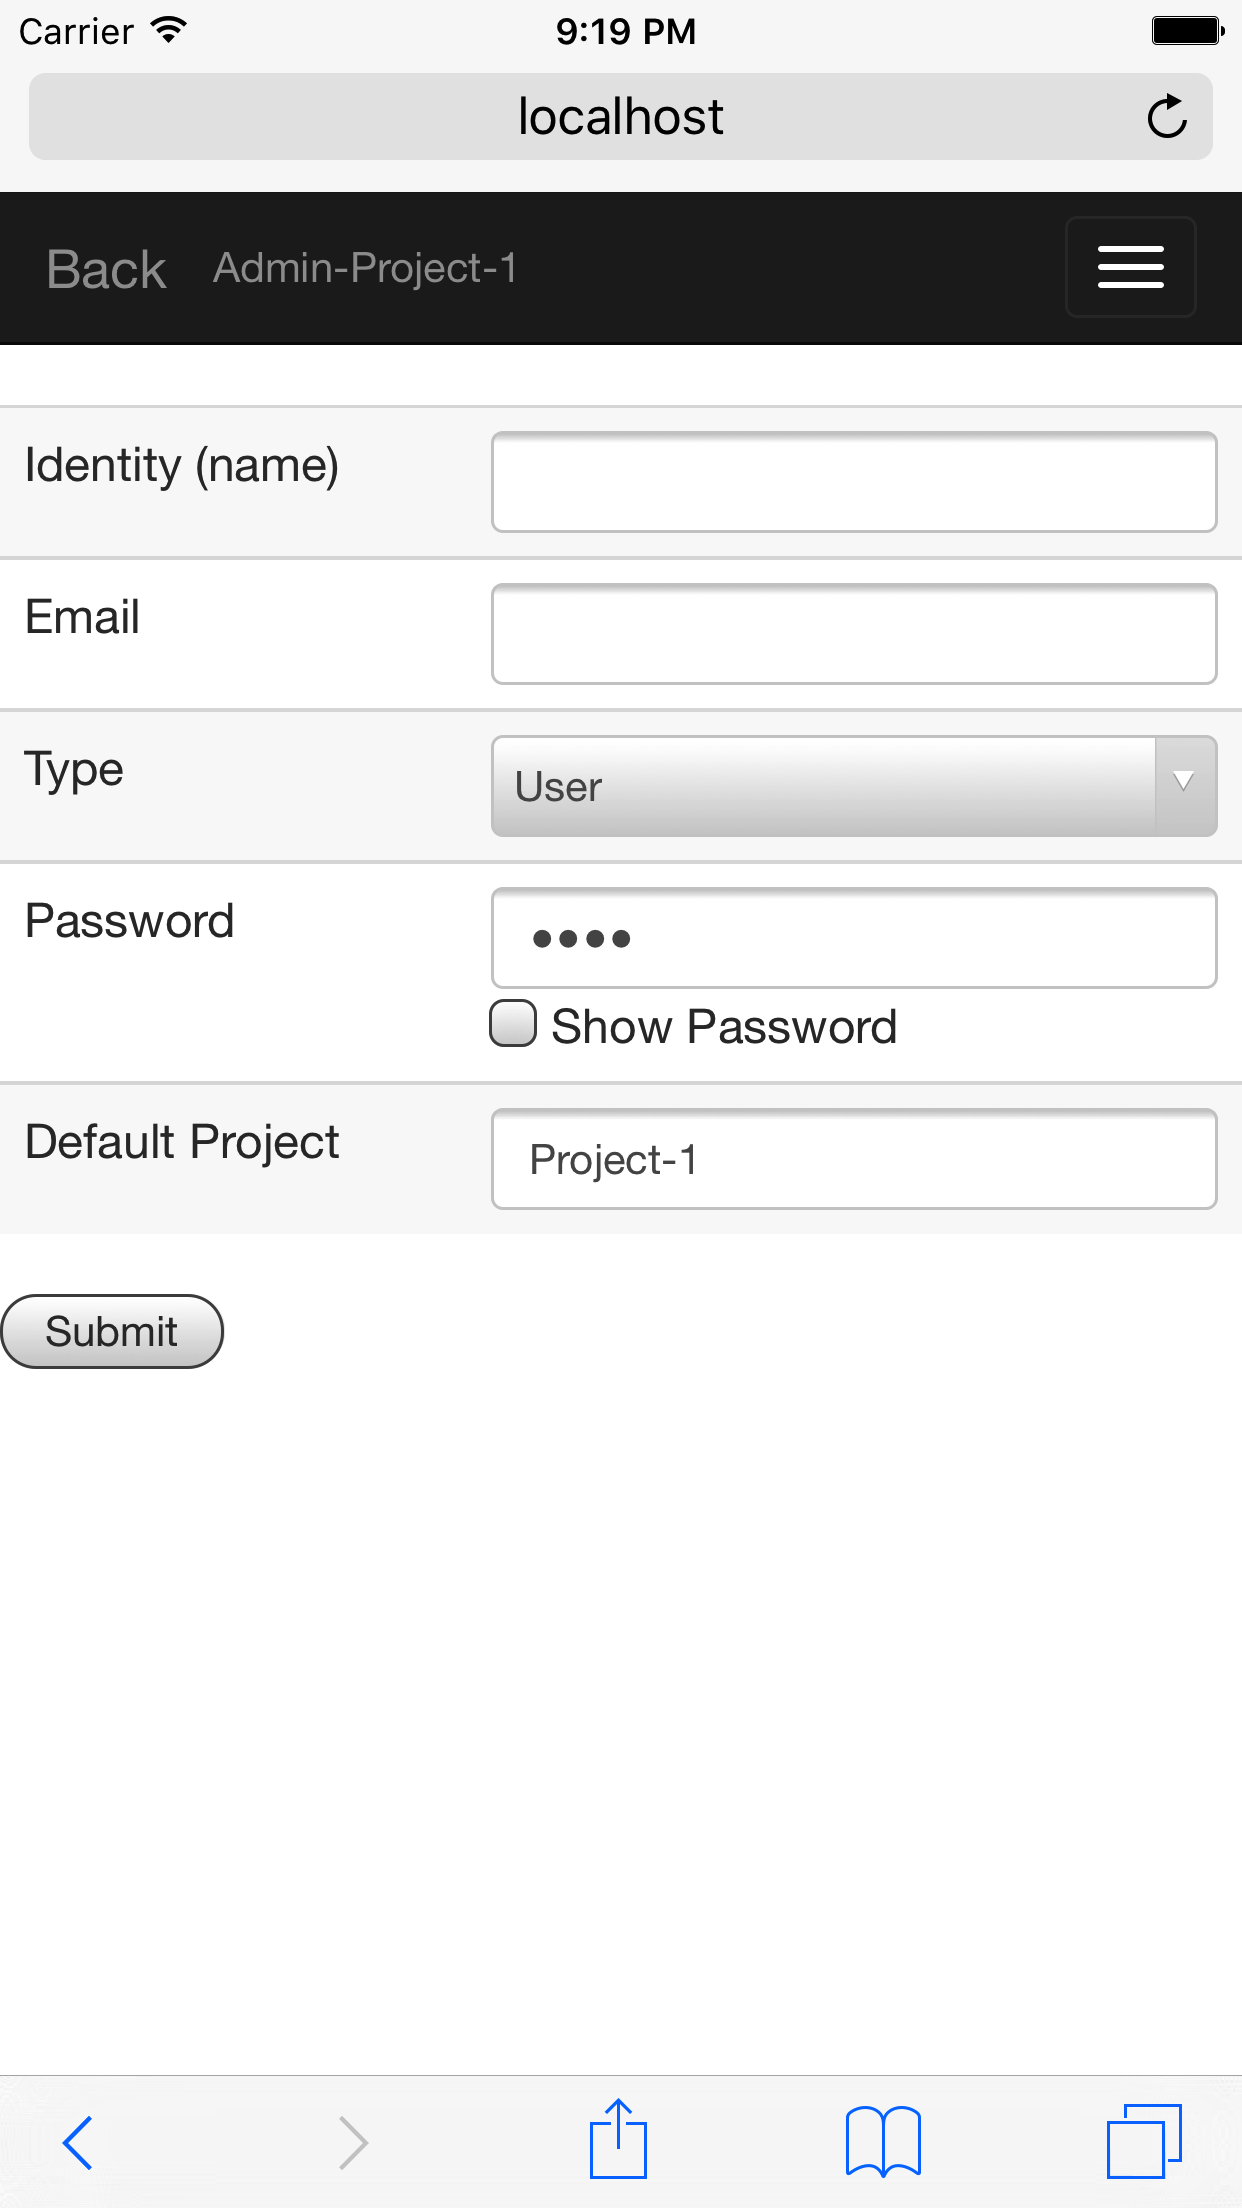 Carrier 9:19 PM
localhost
Back Admin-Project-1
Identity (name)
Email
Type User
Password ••••
Show Password
Default Project Project-1
Submit